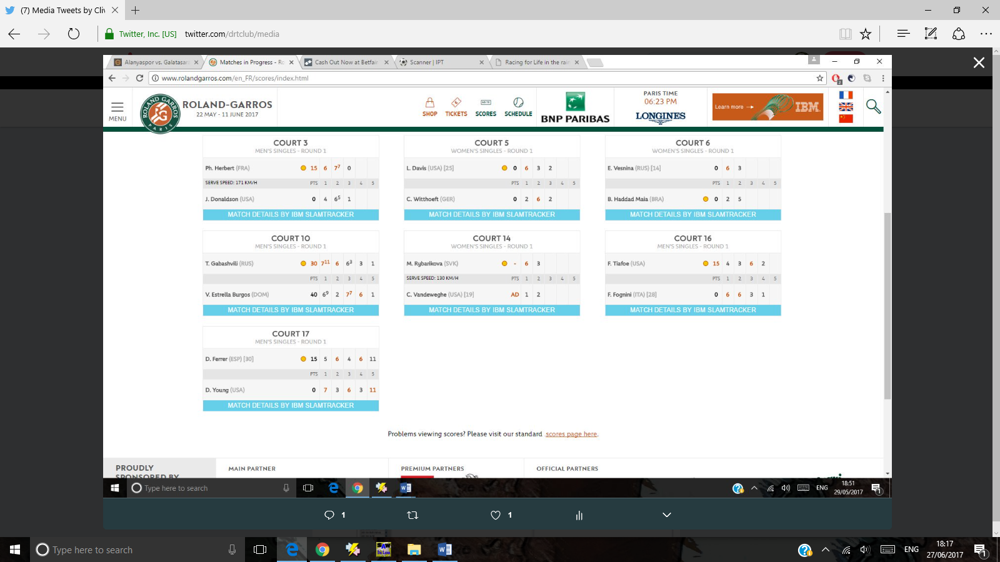 (7) Media Tweets by Cliv
Twitter, Inc. [US] twitter.com/drtclub/media
Alanyaspor vs. Galatasara
Matches in Progress - Ro
Cash Out Now at Betfair
Scanner | IPT
Racing for Life in the rain
www.rolandgarros.com/en_FR/scores/index.html
MENU
ROLAND GARROS PARIS
ROLAND-GARROS
22 MAY - 11 JUNE 2017
SHOP TICKETS SCORES SCHEDULE
BNP PARIBAS
PARIS TIME
06:23 PM
LONGINES
Learn more → IBM
COURT 3
MEN'S SINGLES - ROUND 1
Ph. Herbert (FRA) 15 6 7⁷ 0
SERVE SPEED: 171 KM/H PTS 1 2 3 4 5
J. Donaldson (USA) 0 4 6⁵ 1
MATCH DETAILS BY IBM SLAMTRACKER
COURT 5
WOMEN'S SINGLES - ROUND 1
L. Davis (USA) [25] 0 6 3 2
PTS 1 2 3 4 5
C. Witthoeft (GER) 0 2 6 2
MATCH DETAILS BY IBM SLAMTRACKER
COURT 6
WOMEN'S SINGLES - ROUND 1
E. Vesnina (RUS) [14] 0 6 3
PTS 1 2 3 4 5
B. Haddad Maia (BRA) 0 2 5
MATCH DETAILS BY IBM SLAMTRACKER
COURT 10
MEN'S SINGLES - ROUND 1
T. Gabashvili (RUS) 30 7¹¹ 6 6³ 3 1
PTS 1 2 3 4 5
V. Estrella Burgos (DOM) 40 6⁹ 2 7⁷ 6 1
MATCH DETAILS BY IBM SLAMTRACKER
COURT 14
WOMEN'S SINGLES - ROUND 1
M. Rybarikova (SVK) - 6 3
SERVE SPEED: 130 KM/H PTS 1 2 3 4 5
C. Vandeweghe (USA) [19] AD 1 2
MATCH DETAILS BY IBM SLAMTRACKER
COURT 16
MEN'S SINGLES - ROUND 1
F. Tiafoe (USA) 15 4 3 6 2
PTS 1 2 3 4 5
F. Fognini (ITA) [28] 0 6 6 3 1
MATCH DETAILS BY IBM SLAMTRACKER
COURT 17
MEN'S SINGLES - ROUND 1
D. Ferrer (ESP) [30] 15 5 6 4 6 11
PTS 1 2 3 4 5
D. Young (USA) 0 7 3 6 3 11
MATCH DETAILS BY IBM SLAMTRACKER
Problems viewing scores? Please visit our standard scores page here.
PROUDLY
SPONSORED BY
MAIN PARTNER
PREMIUM PARTNERS
OFFICIAL PARTNERS
Type here to search
ENG
18:51
29/05/2017
1 1
Type here to search
ENG
18:17
27/06/2017